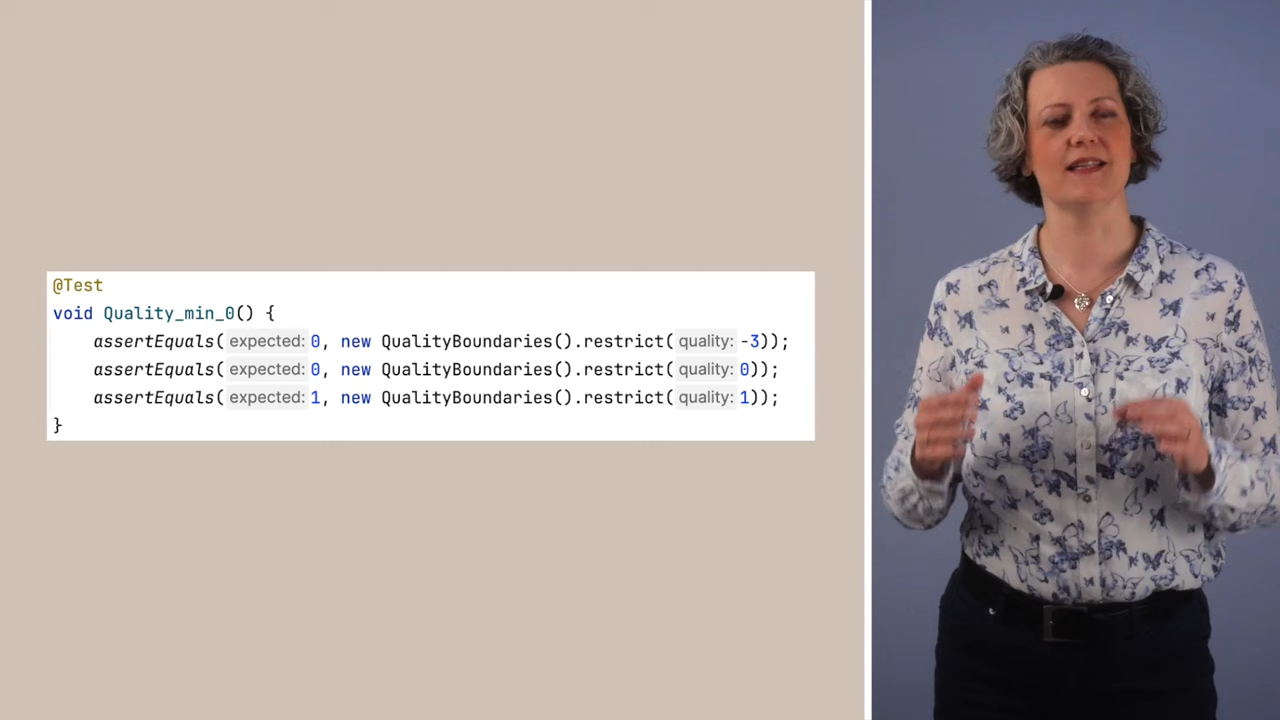 @Test
void Quality_min_0() {
assertEquals( expected: 0, new QualityBoundaries().restrict( quality: -3));
assertEquals( expected: 0, new QualityBoundaries().restrict( quality: 0));
assertEquals( expected: 1, new QualityBoundaries().restrict( quality: 1));
}